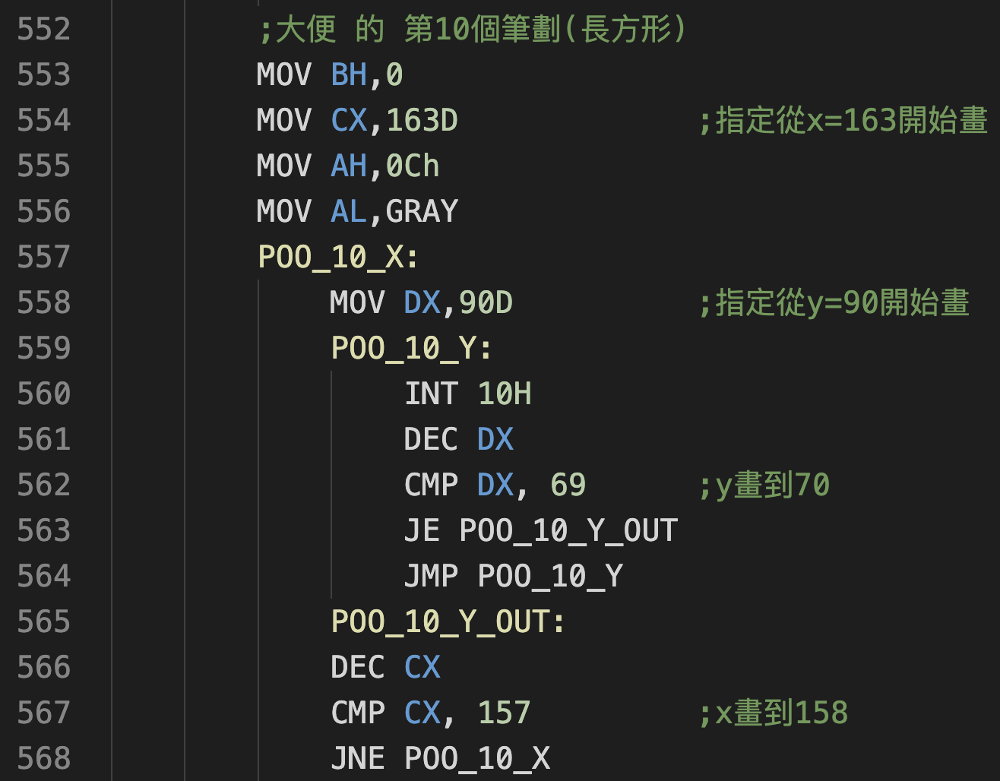 552 ;大便 的 第10個筆劃(長方形)
553 MOV BH,0
554 MOV CX,163D ;指定從x=163開始畫
555 MOV AH,0Ch
556 MOV AL,GRAY
557 POO_10_X:
558 MOV DX,90D ;指定從y=90開始畫
559 POO_10_Y:
560 INT 10H
561 DEC DX
562 CMP DX, 69 ;y畫到70
563 JE POO_10_Y_OUT
564 JMP POO_10_Y
565 POO_10_Y_OUT:
566 DEC CX
567 CMP CX, 157 ;x畫到158
568 JNE POO_10_X